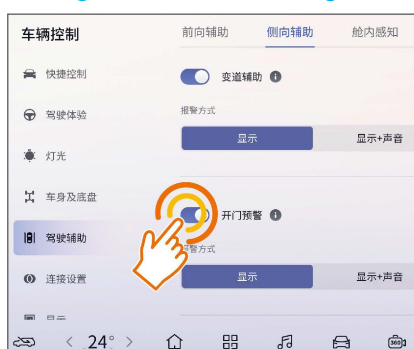 车辆控制
前向辅助 侧向辅助 舱内感知
快捷控制
变道辅助
驾驶体验
报警方式
显示 显示+声音
灯光
车身及底盘
开门预警
驾驶辅助
报警方式
连接设置
显示 显示+声音
显示
< 24° >
360